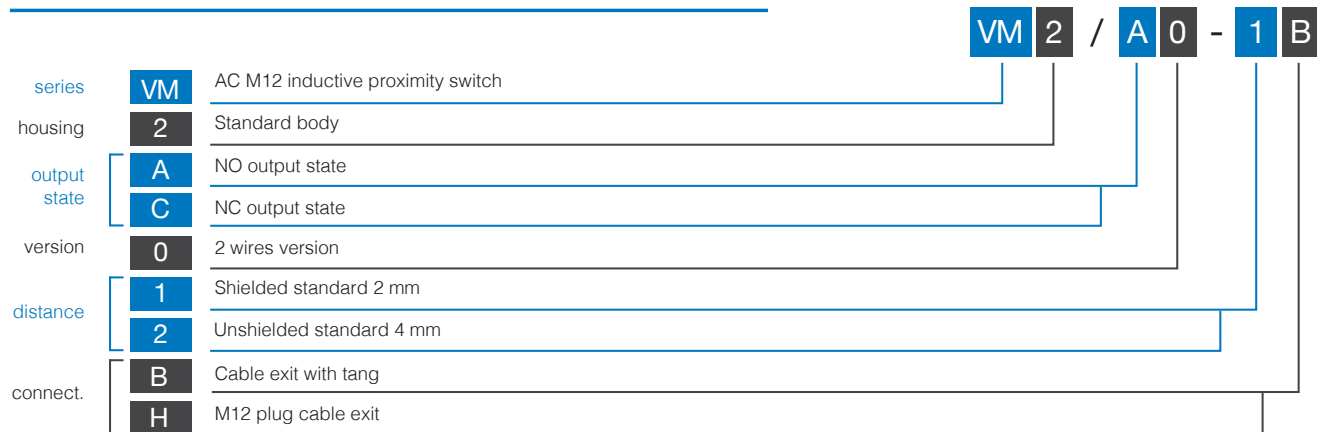 VM 2 / A 0 - 1 B
series VM AC M12 inductive proximity switch
housing 2 Standard body
output state
A NO output state
C NC output state
version 0 2 wires version
distance
1 Shielded standard 2 mm
2 Unshielded standard 4 mm
connect.
B Cable exit with tang
H M12 plug cable exit